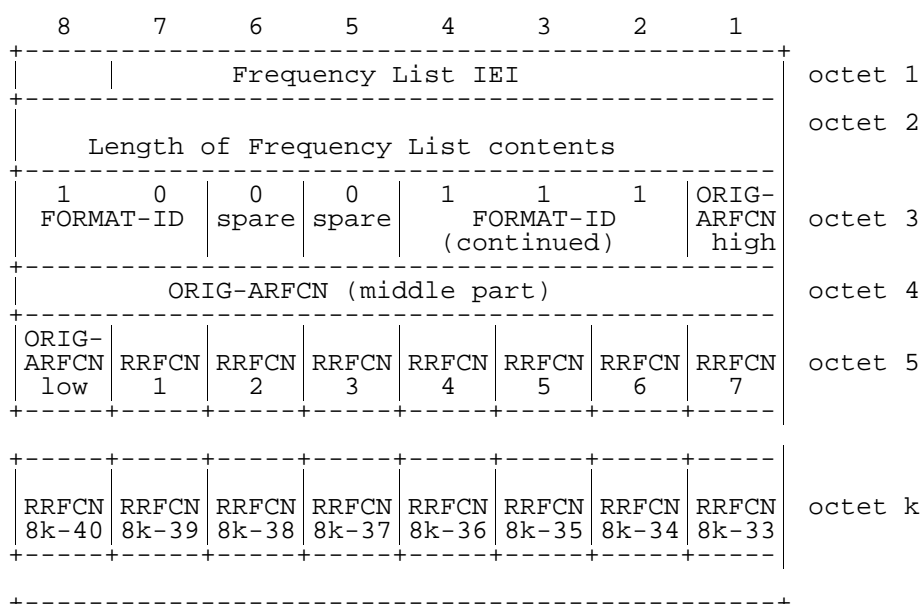 8 7 6 5 4 3 2 1
Frequency List IEI octet 1
octet 2
Length of Frequency List contents
1 0 0 0 1 1 1 ORIG-
FORMAT-ID spare spare FORMAT-ID ARFCN octet 3
(continued) high
ORIG-ARFCN (middle part) octet 4
ORIG-
ARFCN RRFCN RRFCN RRFCN RRFCN RRFCN RRFCN RRFCN octet 5
low 1 2 3 4 5 6 7
RRFCN RRFCN RRFCN RRFCN RRFCN RRFCN RRFCN RRFCN octet k
8k-40 8k-39 8k-38 8k-37 8k-36 8k-35 8k-34 8k-33